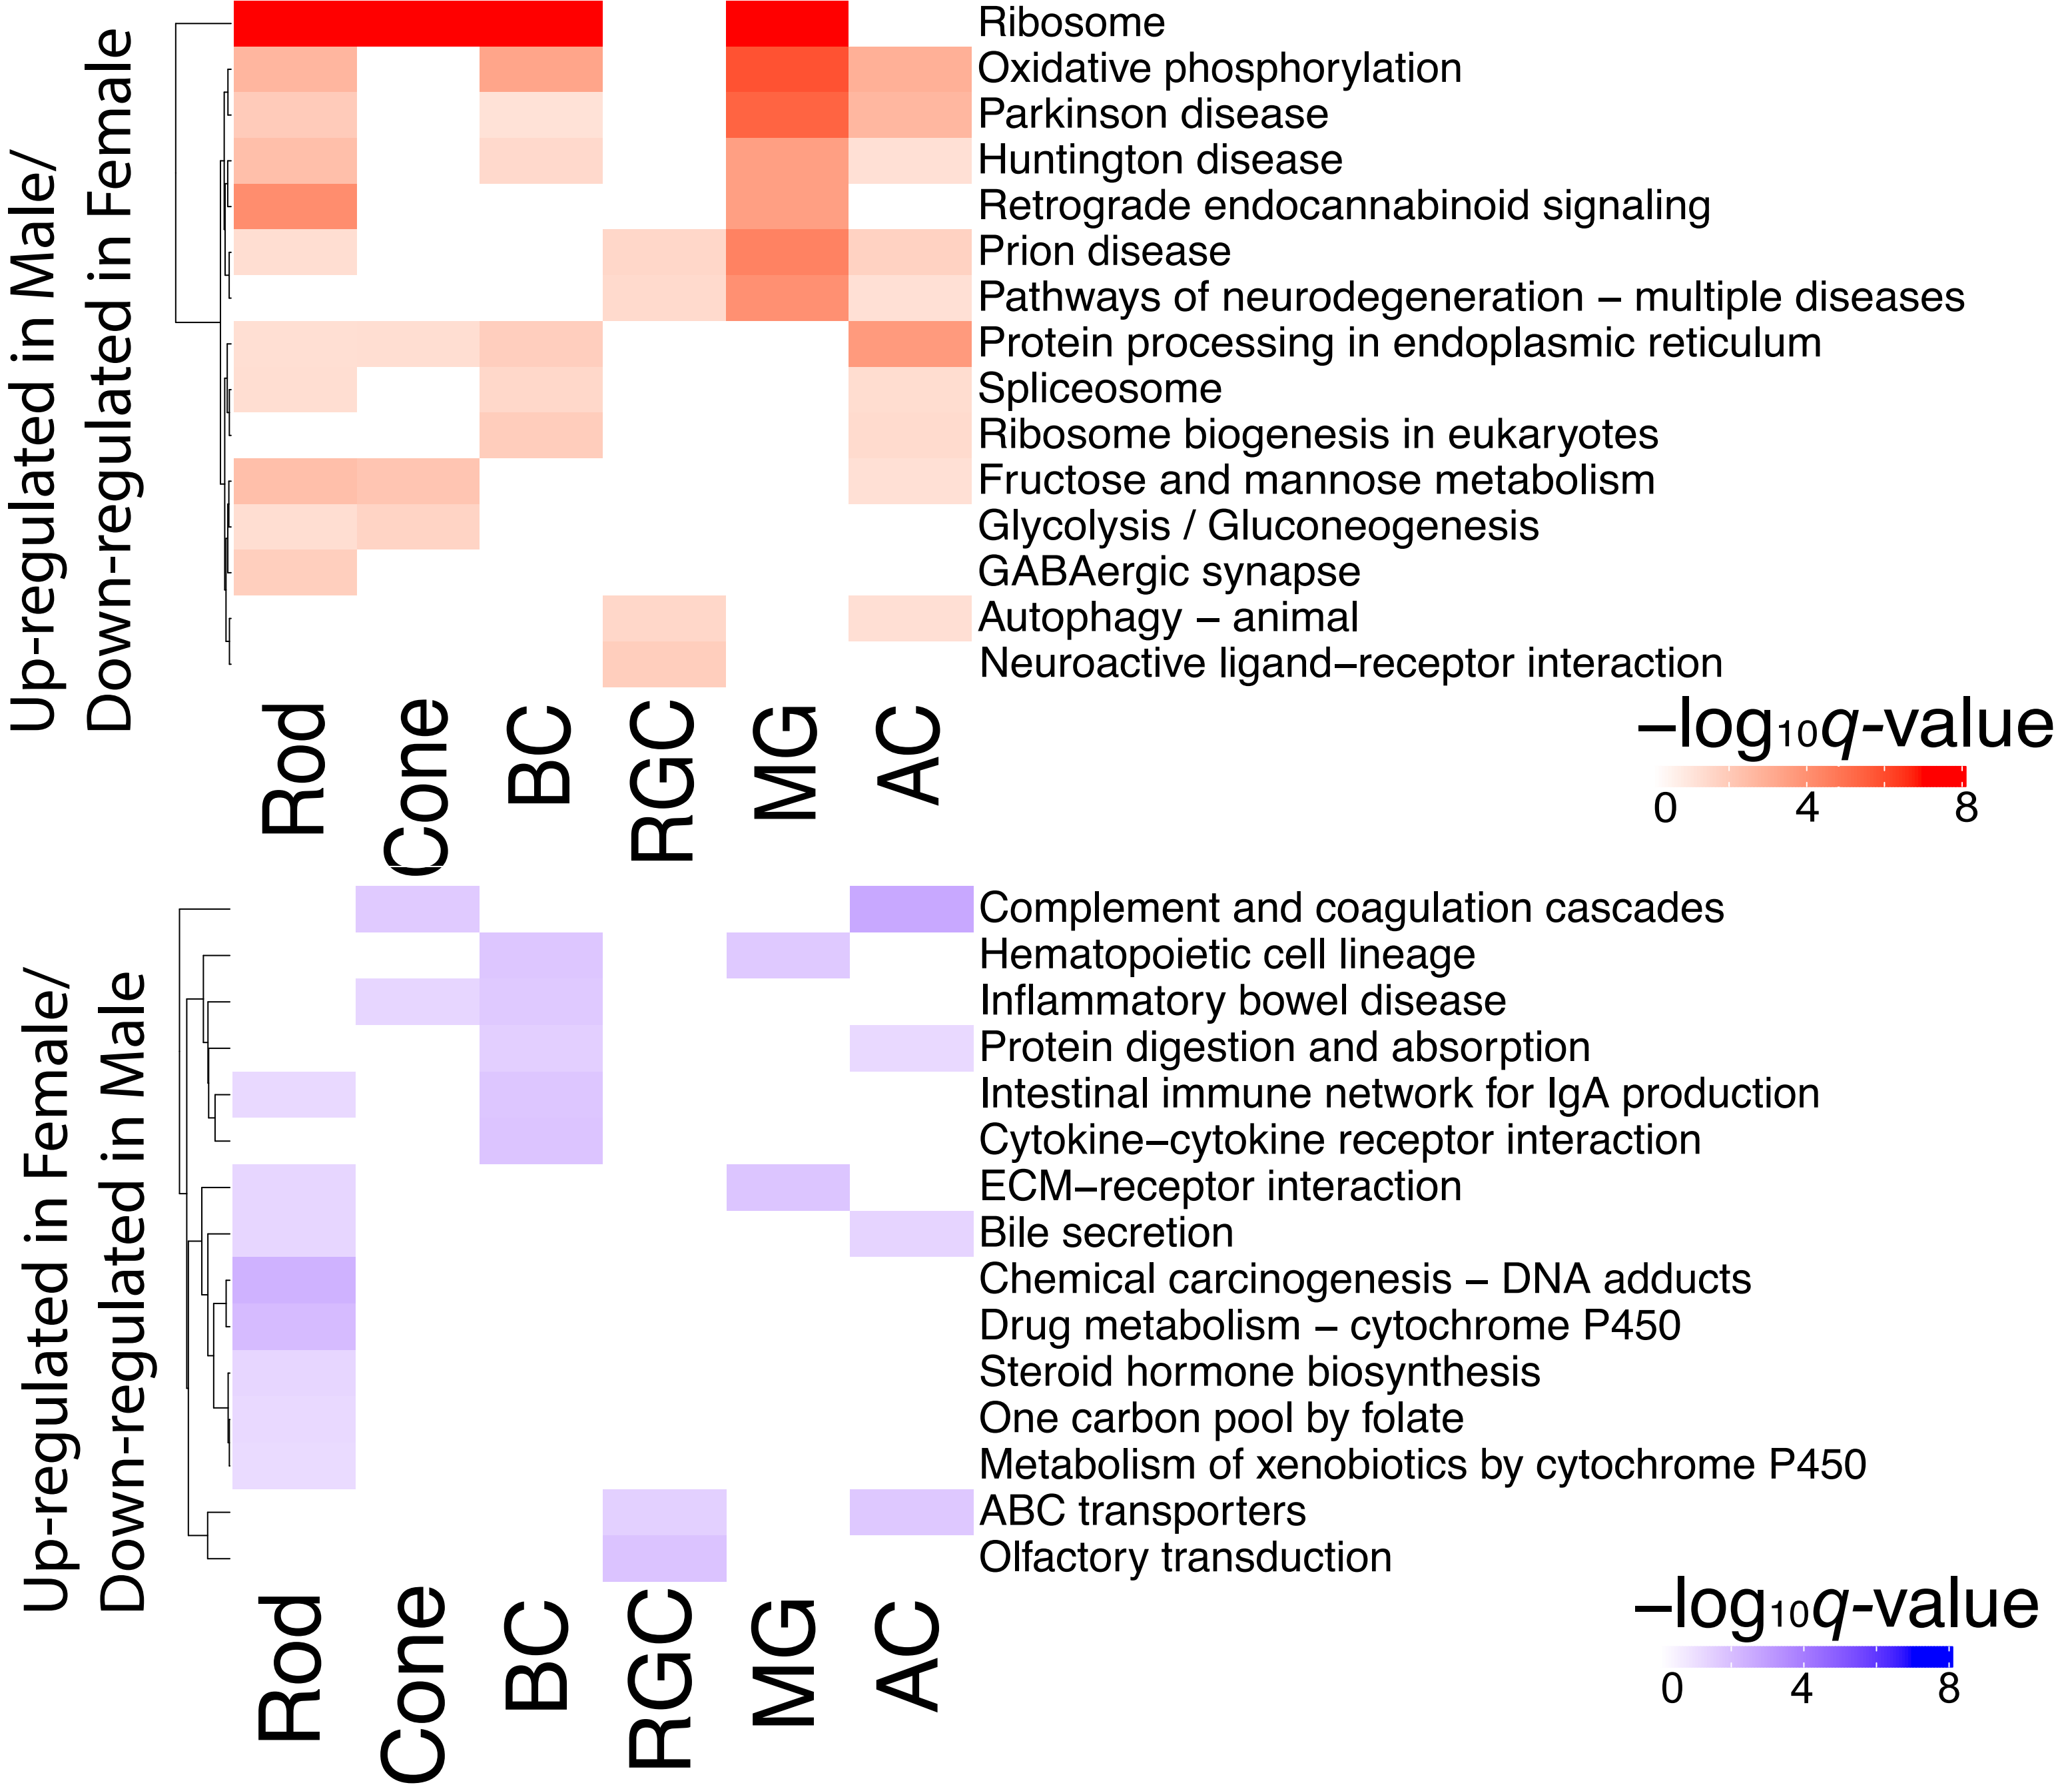 Up-regulated in Male/
Down-regulated in Female
Ribosome
Oxidative phosphorylation
Parkinson disease
Huntington disease
Retrograde endocannabinoid signaling
Prion disease
Pathways of neurodegeneration – multiple diseases
Protein processing in endoplasmic reticulum
Spliceosome
Ribosome biogenesis in eukaryotes
Fructose and mannose metabolism
Glycolysis / Gluconeogenesis
GABAergic synapse
Autophagy – animal
Neuroactive ligand–receptor interaction
Rod Cone BC RGC MG AC
–log₁₀q-value
0 4 8
Up-regulated in Female/
Down-regulated in Male
Complement and coagulation cascades
Hematopoietic cell lineage
Inflammatory bowel disease
Protein digestion and absorption
Intestinal immune network for IgA production
Cytokine–cytokine receptor interaction
ECM–receptor interaction
Bile secretion
Chemical carcinogenesis – DNA adducts
Drug metabolism – cytochrome P450
Steroid hormone biosynthesis
One carbon pool by folate
Metabolism of xenobiotics by cytochrome P450
ABC transporters
Olfactory transduction
Rod Cone BC RGC MG AC
–log₁₀q-value
0 4 8